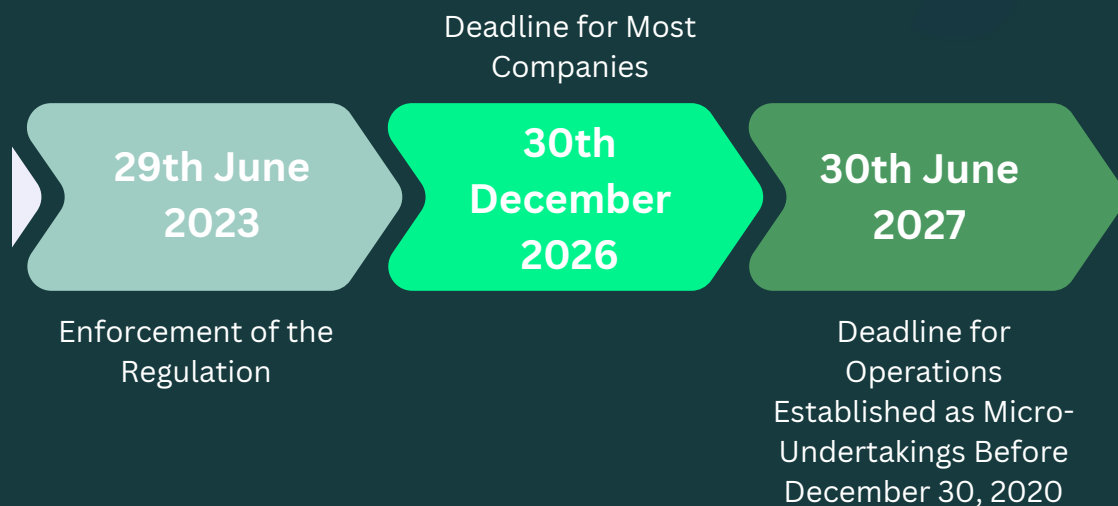 Deadline for Most
Companies
29th June
2023
30th
December
2026
30th June
2027
Enforcement of the
Regulation
Deadline for
Operations
Established as Micro-
Undertakings Before
December 30, 2020